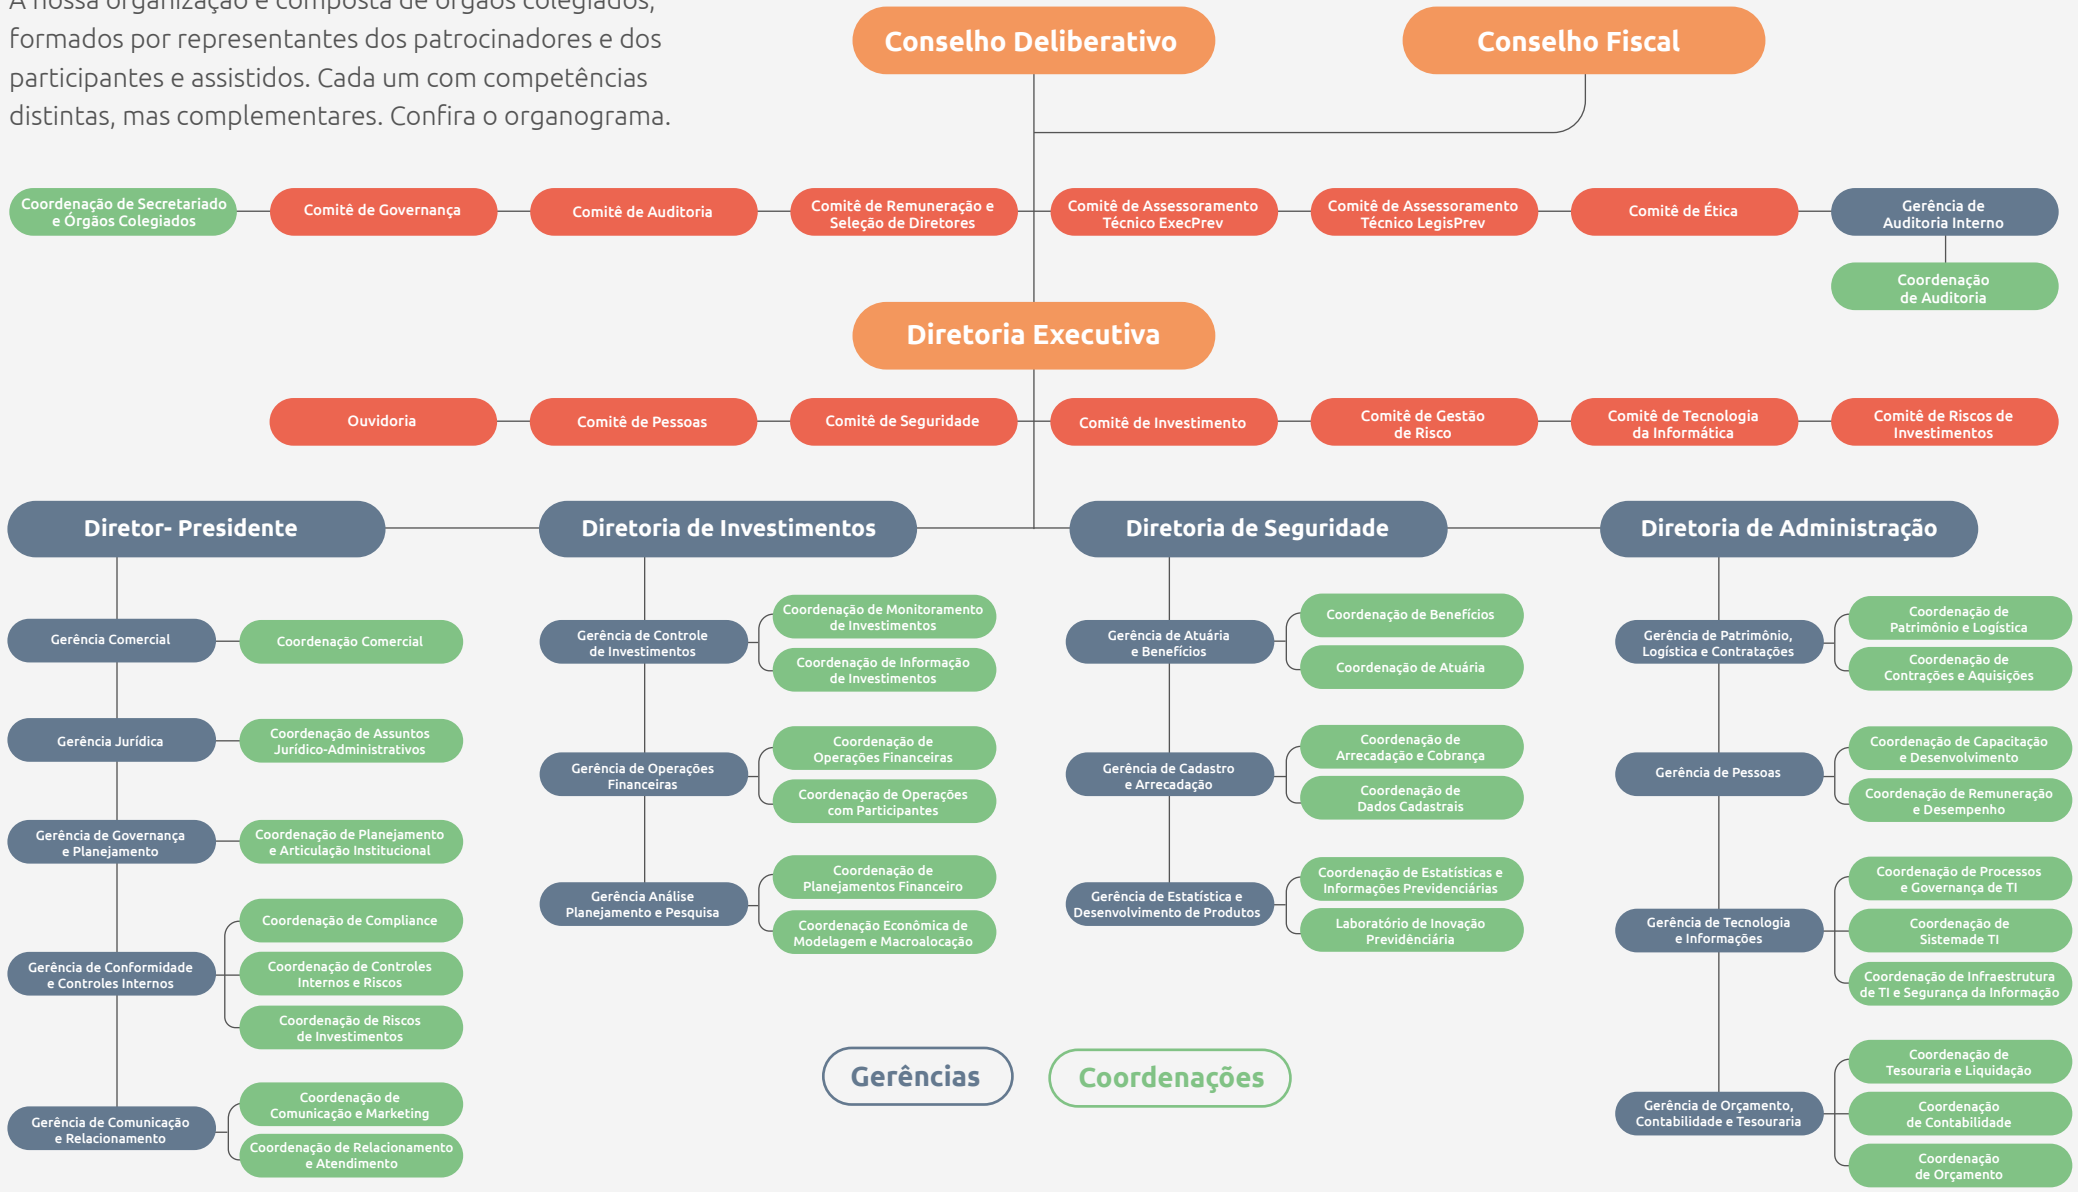 A nossa organização é composta de órgãos colegiados,
formados por representantes dos patrocinadores e dos
participantes e assistidos. Cada um com competências
distintas, mas complementares. Confira o organograma.
Conselho Deliberativo
Conselho Fiscal
Coordenação de Secretariado
e Órgãos Colegiados
Comitê de Governança
Comitê de Auditoria
Comitê de Remuneração e
Seleção de Diretores
Comitê de Assessoramento
Técnico ExecPrev
Comitê de Assessoramento
Técnico LegisPrev
Comitê de Ética
Gerência de
Auditoria Interno
Coordenação
de Auditoria
Diretoria Executiva
Ouvidoria
Comitê de Pessoas
Comitê de Seguridade
Comitê de Investimento
Comitê de Gestão
de Risco
Comitê de Tecnologia
da Informática
Comitê de Riscos de
Investimentos
Diretor- Presidente
Diretoria de Investimentos
Diretoria de Seguridade
Diretoria de Administração
Gerência Comercial
Coordenação Comercial
Gerência Jurídica
Coordenação de Assuntos
Jurídico-Administrativos
Gerência de Governança
e Planejamento
Coordenação de Planejamento
e Articulação Institucional
Gerência de Conformidade
e Controles Internos
Coordenação de Compliance
Coordenação de Controles
Internos e Riscos
Coordenação de Riscos
de Investimentos
Gerência de Comunicação
e Relacionamento
Coordenação de
Comunicação e Marketing
Coordenação de Relacionamento
e Atendimento
Gerência de Controle
de Investimentos
Coordenação de Monitoramento
de Investimentos
Coordenação de Informação
de Investimentos
Gerência de Operações
Financeiras
Coordenação de
Operações Financeiras
Coordenação de Operações
com Participantes
Gerência Análise
Planejamento e Pesquisa
Coordenação de
Planejamentos Financeiro
Coordenação Econômica de
Modelagem e Macroalocação
Gerência de Atuária
e Benefícios
Coordenação de Benefícios
Coordenação de Atuária
Gerência de Cadastro
e Arrecadação
Coordenação de
Arrecadação e Cobrança
Coordenação de
Dados Cadastrais
Gerência de Estatística e
Desenvolvimento de Produtos
Coordenação de Estatísticas e
Informações Previdenciárias
Laboratório de Inovação
Previdênciária
Gerência de Patrimônio,
Logística e Contratações
Coordenação de
Patrimônio e Logística
Coordenação de
Contrações e Aquisições
Gerência de Pessoas
Coordenação de Capacitação
e Desenvolvimento
Coordenação de Remuneração
e Desempenho
Gerência de Tecnologia
e Informações
Coordenação de Processos
e Governança de TI
Coordenação de
Sistemade TI
Coordenação de Infraestrutura
de TI e Segurança da Informação
Gerência de Orçamento,
Contabilidade e Tesouraria
Coordenação de
Tesouraria e Liquidação
Coordenação
de Contabilidade
Coordenação
de Orçamento
Gerências
Coordenações